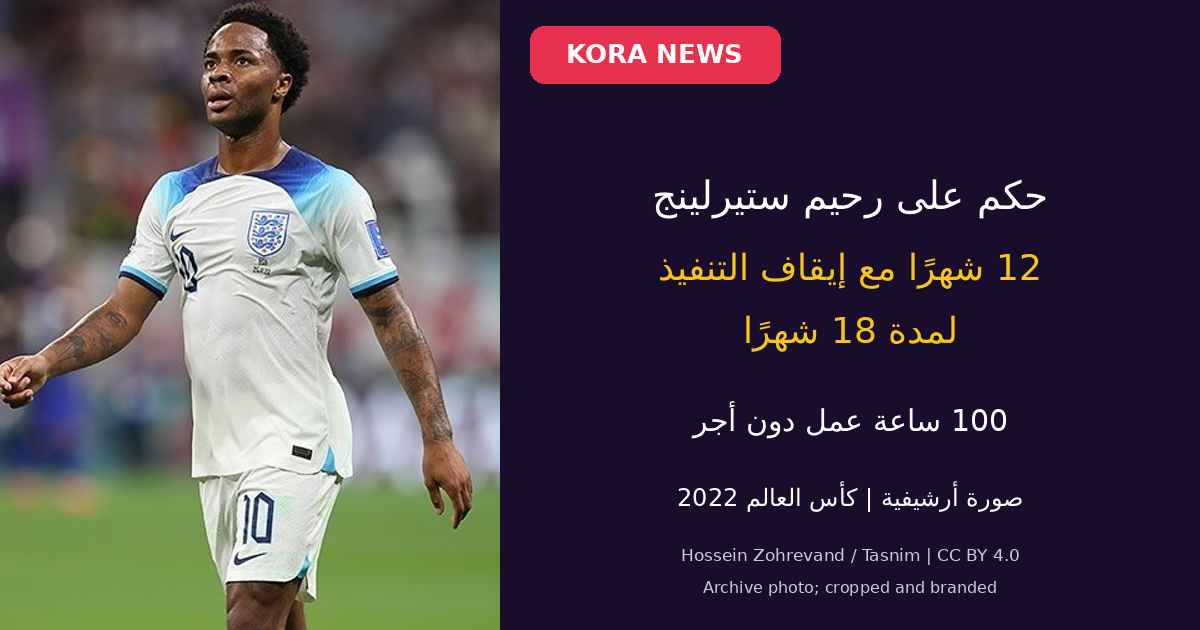 KORA NEWS
حكم على رحيم ستيرلينج
12 شهرًا مع إيقاف التنفيذ
لمدة 18 شهرًا
100 ساعة عمل دون أجر
صورة أرشيفية | كأس العالم 2022
Hossein Zohrevand / Tasnim | CC BY 4.0
Archive photo; cropped and branded
10